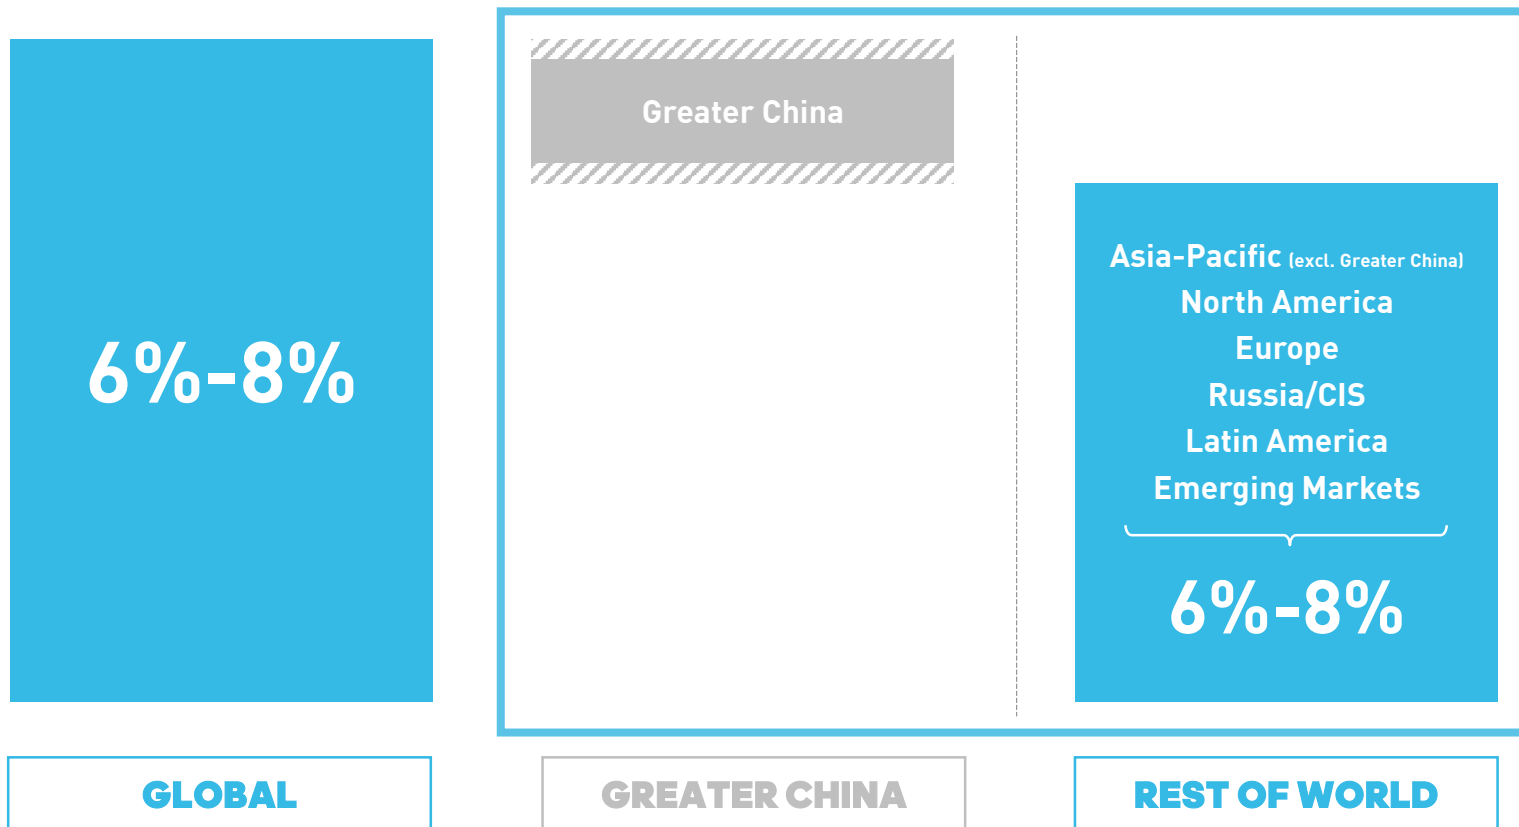 6%-8%
Greater China
Asia-Pacific (excl. Greater China)
North America
Europe
Russia/CIS
Latin America
Emerging Markets
6%-8%
GLOBAL
GREATER CHINA
REST OF WORLD